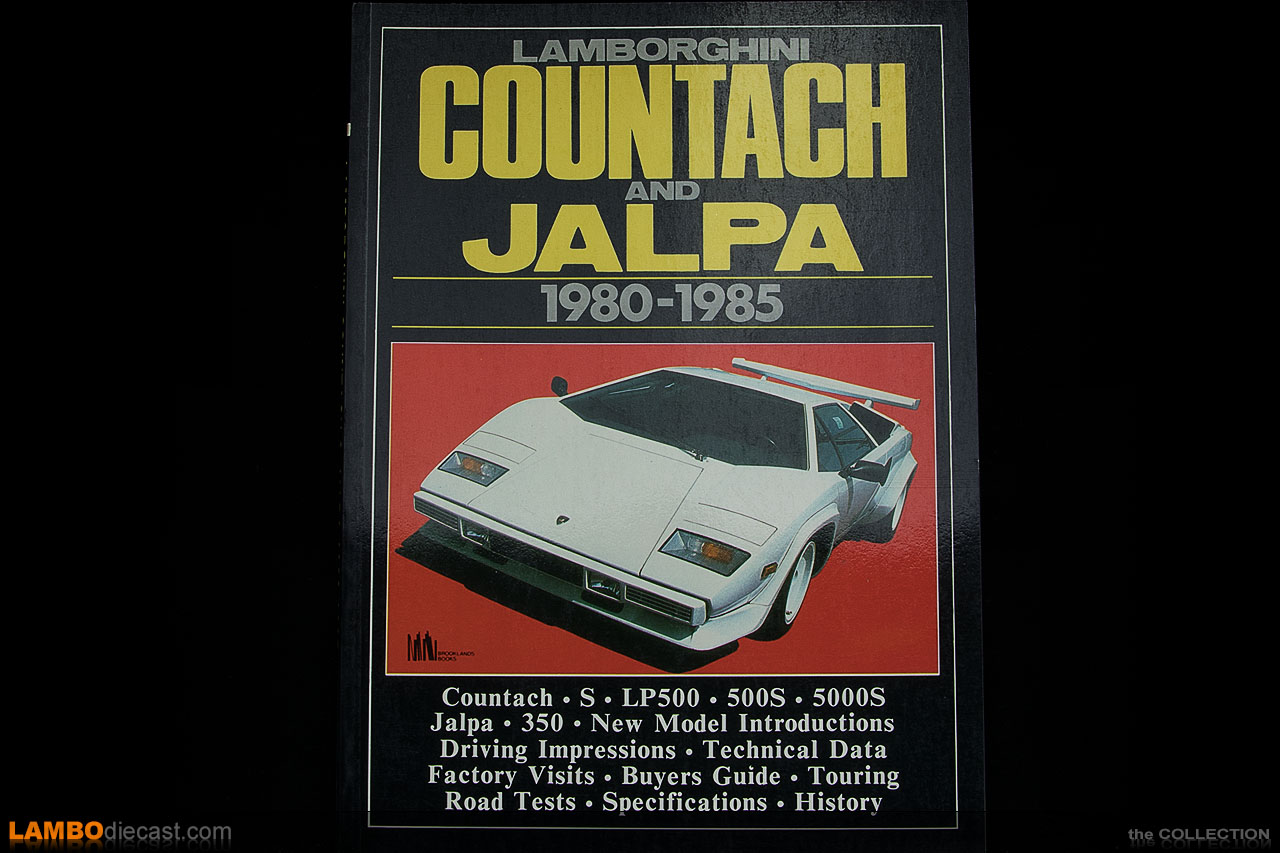 LAMBORGHINI
COUNTACH
AND
JALPA
1980-1985
BROOKLANDS
BOOKS
Countach • S • LP500 • 500S • 5000S
Jalpa • 350 • New Model Introductions
Driving Impressions • Technical Data
Factory Visits • Buyers Guide • Touring
Road Tests • Specifications • History
LAMBOdiecast.com
the COLLECTION